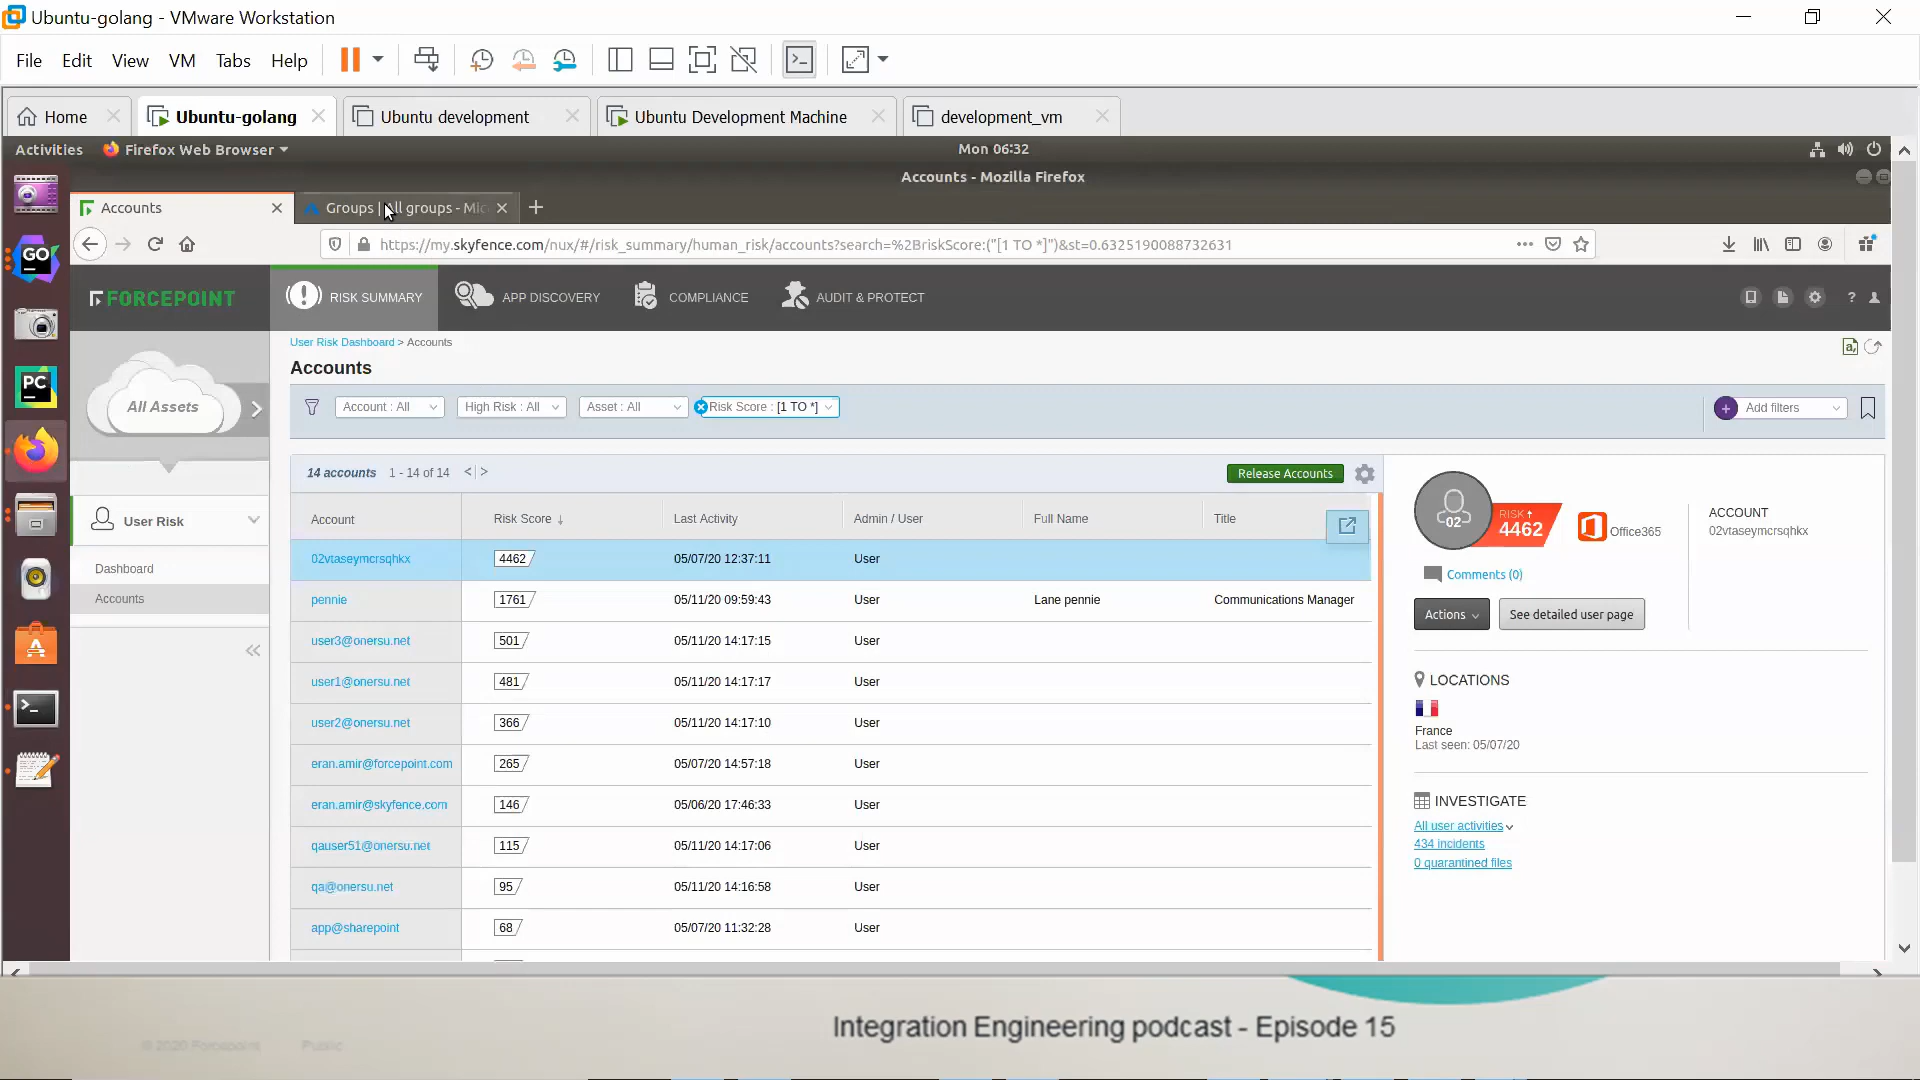 Ubuntu-golang - VMware Workstation
File Edit View VM Tabs Help
Home Ubuntu-golang Ubuntu development Ubuntu Development Machine development_vm
Activities Firefox Web Browser Mon 06:32
Accounts - Mozilla Firefox
Accounts Groups | All groups - Mic
https://my.skyfence.com/nux/#/risk_summary/human_risk/accounts?search=%2BriskScore:("[1 TO *]")&st=0.6325190088732631
FORCEPOINT RISK SUMMARY APP DISCOVERY COMPLIANCE AUDIT & PROTECT ?
User Risk Dashboard > Accounts
Accounts
All Assets
Account : All High Risk : All Asset : All Risk Score : [1 TO *] Add filters
14 accounts 1 - 14 of 14 < | > Release Accounts
User Risk
Dashboard
Accounts
Account Risk Score ↓ Last Activity Admin / User Full Name Title
02vtaseymcrsqhkx 4462 05/07/20 12:37:11 User
pennie 1761 05/11/20 09:59:43 User Lane pennie Communications Manager
user3@onersu.net 501 05/11/20 14:17:15 User
user1@onersu.net 481 05/11/20 14:17:17 User
user2@onersu.net 366 05/11/20 14:17:10 User
eran.amir@forcepoint.com 265 05/07/20 14:57:18 User
eran.amir@skyfence.com 146 05/06/20 17:46:33 User
qauser51@onersu.net 115 05/11/20 14:17:06 User
qa@onersu.net 95 05/11/20 14:16:58 User
app@sharepoint 68 05/07/20 11:32:28 User
02
RISK↑
4462
Office365
ACCOUNT
02vtaseymcrsqhkx
Comments (0)
Actions See detailed user page
LOCATIONS
France
Last seen: 05/07/20
INVESTIGATE
All user activities
434 incidents
0 quarantined files
GO
PC
Integration Engineering podcast - Episode 15
© 2020 Forcepoint Public